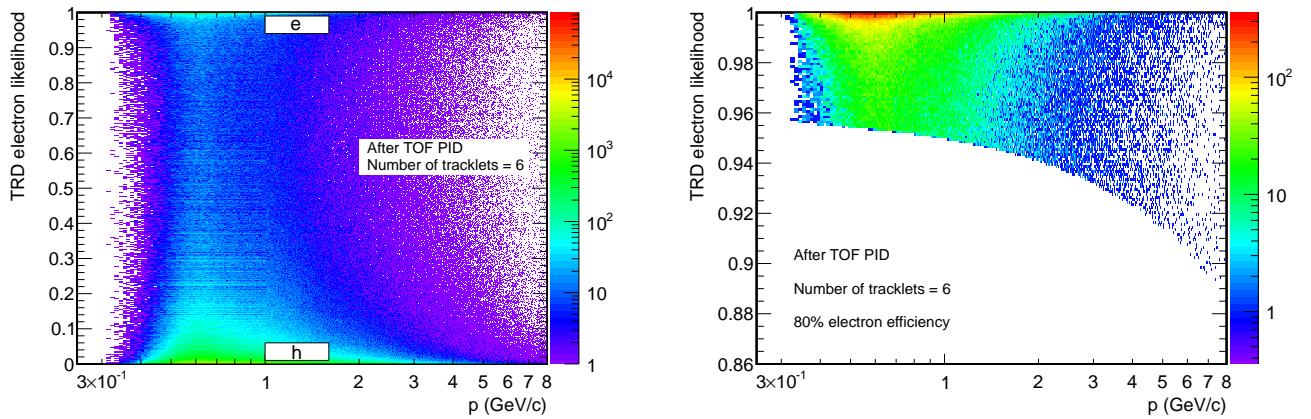 TRD electron likelihood
1
0.9
0.8
0.7
0.6
0.5
0.4
0.3
0.2
0.1
0
e
After TOF PID
Number of tracklets = 6
h
3×10⁻¹ 1 2 3 4 5 6 7 8
p (GeV/c)
10⁴
10³
10²
10
1
TRD electron likelihood
1
0.98
0.96
0.94
0.92
0.9
0.88
0.86
After TOF PID
Number of tracklets = 6
80% electron efficiency
3×10⁻¹ 1 2 3 4 5 6 7 8
p (GeV/c)
10²
10
1